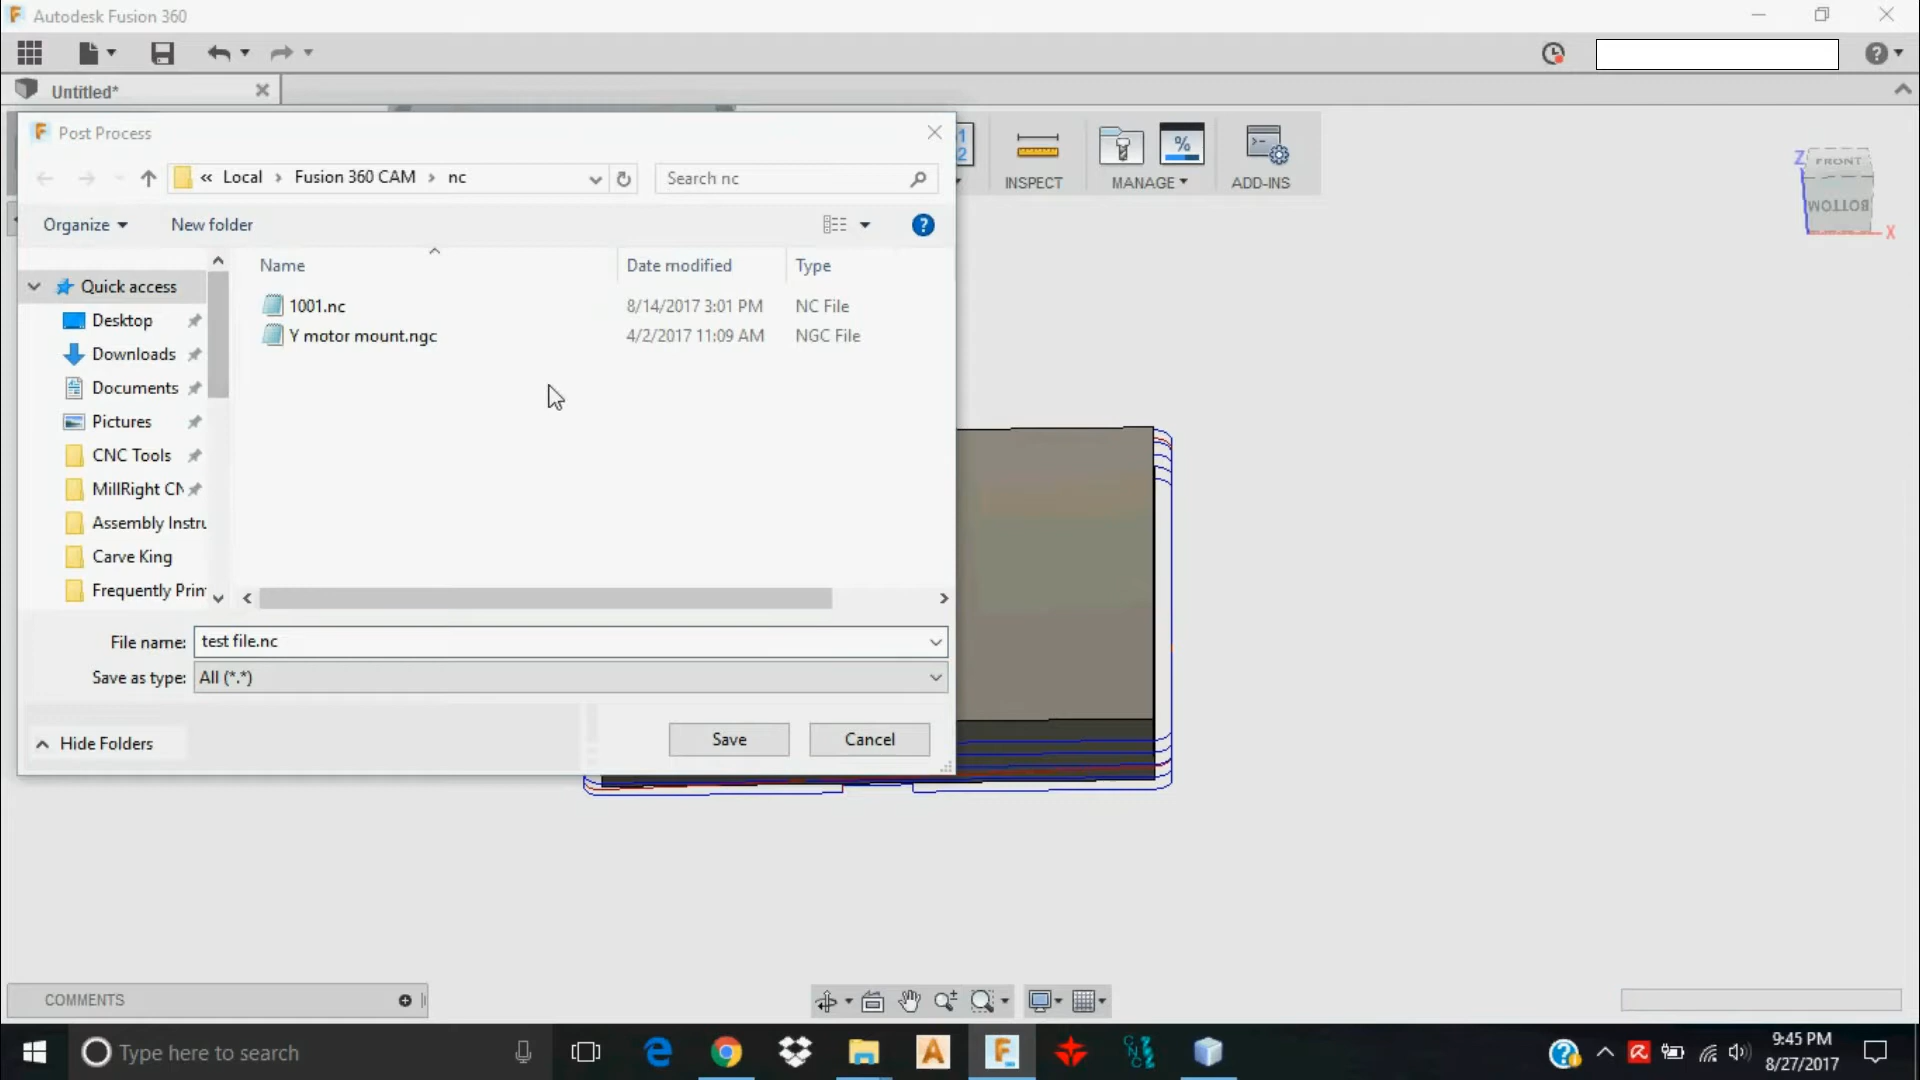 Autodesk Fusion 360
Untitled*
Post Process
« Local > Fusion 360 CAM > nc
Search nc
Organize
New folder
Name
Date modified
Type
Quick access
Desktop
Downloads
Documents
Pictures
CNC Tools
MillRight CN
Assembly Instru
Carve King
Frequently Prin
1001.nc 8/14/2017 3:01 PM NC File
Y motor mount.ngc 4/2/2017 11:09 AM NGC File
File name: test file.nc
Save as type: All (*.*)
Hide Folders
Save
Cancel
INSPECT
MANAGE
ADD-INS
Z
FRONT
BOTTOM
X
COMMENTS
Type here to search
CNC
9:45 PM
8/27/2017